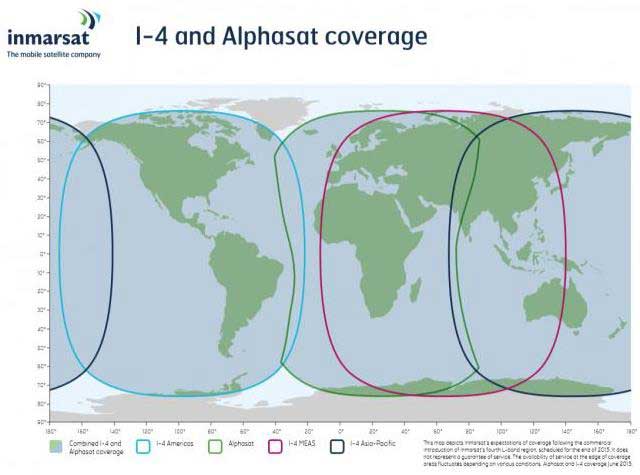 inmarsat
The mobile satellite company
I-4 and Alphasat coverage
90°
80°
70°
60°
50°
40°
30°
20°
10°
0°
10°
20°
30°
40°
50°
60°
70°
80°
90°
180° 160° 140° 120° 100° 80° 60° 40° 20° 0° 20° 40° 60° 80° 100° 120° 140° 160° 180°
Combined I-4 and
Alphasat coverage
I-4 Americas
Alphasat
I-4 MEAS
I-4 Asia-Pacific
This map depicts Inmarsat's expectations of coverage following the commercial
introduction of Inmarsat's fourth L-band region, scheduled for the end of 2015. It does
not represent a guarantee of service. The availability of service at the edge of coverage
areas fluctuates depending on various conditions. Alphasat and I-4 coverage June 2015.